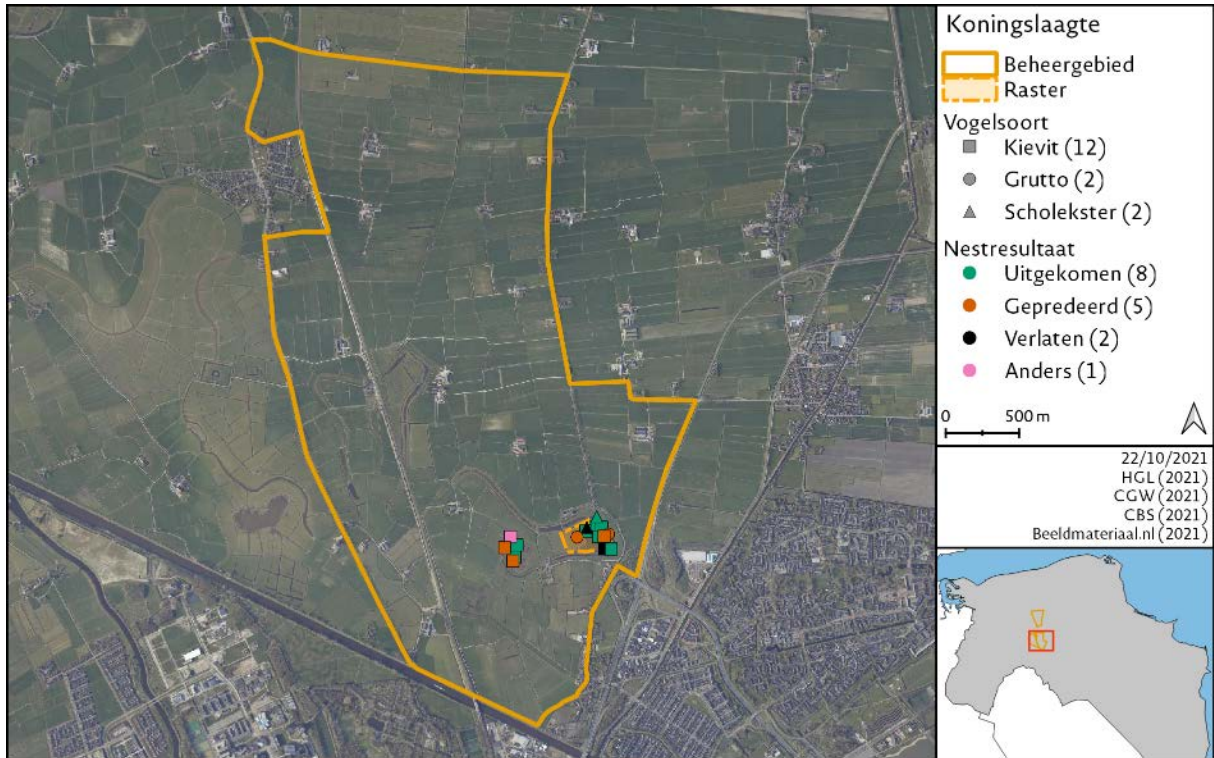 Koningslaagte
Beheergebied
Raster
Vogelsoort
Kievit (12)
Grutto (2)
Scholekster (2)
Nestresultaat
Uitgekomen (8)
Gepredeerd (5)
Verlaten (2)
Anders (1)
0 500 m
22/10/2021
HGL (2021)
CGW (2021)
CBS (2021)
Beeldmateriaal.nl (2021)